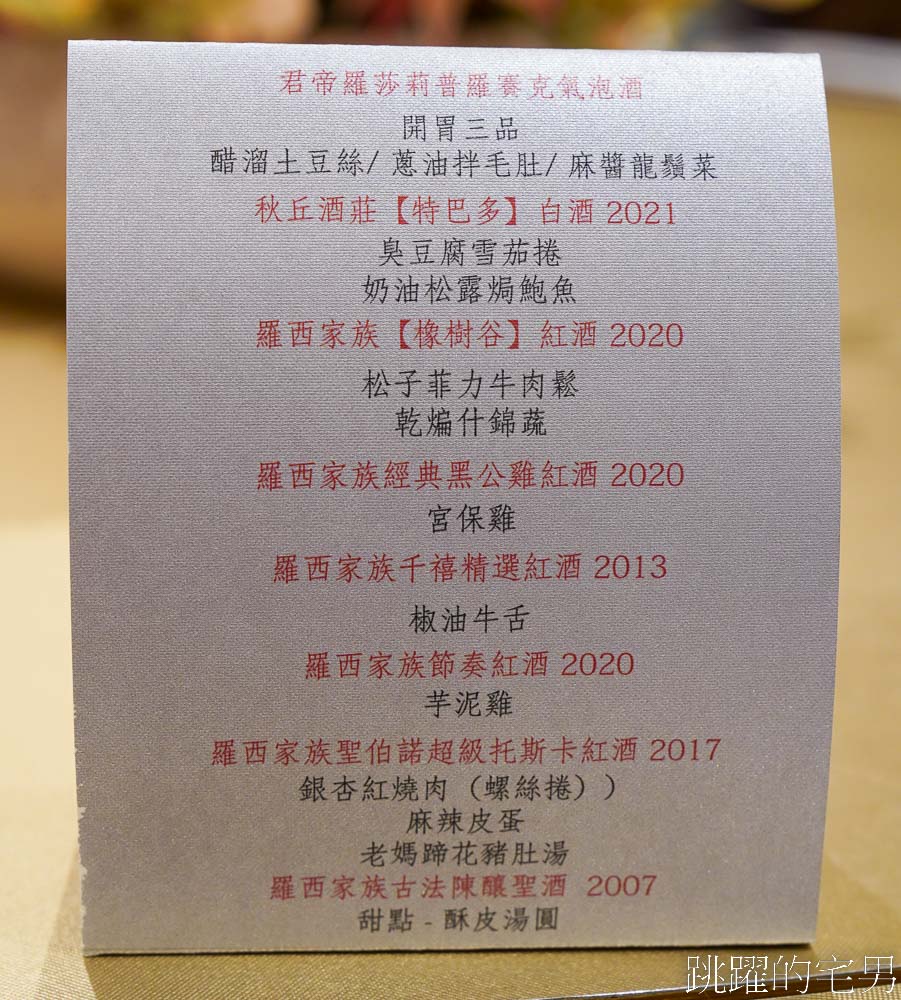 君帝羅莎莉普羅賽克氣泡酒
開胃三品
醋溜土豆絲/ 蔥油拌毛肚/ 麻醬龍鬚菜
秋丘酒莊【特巴多】白酒 2021
臭豆腐雪茄捲
奶油松露焗鮑魚
羅西家族【橡樹谷】紅酒 2020
松子菲力牛肉鬆
乾煸什錦蔬
羅西家族經典黑公雞紅酒 2020
宮保雞
羅西家族千禧精選紅酒 2013
椒油牛舌
羅西家族節奏紅酒 2020
芋泥雞
羅西家族聖伯諾超級托斯卡紅酒 2017
銀杏紅燒肉（螺絲捲））
麻辣皮蛋
老媽蹄花豬肚湯
羅西家族古法陳釀聖酒 2007
甜點 - 酥皮湯圓
跳躍的宅男